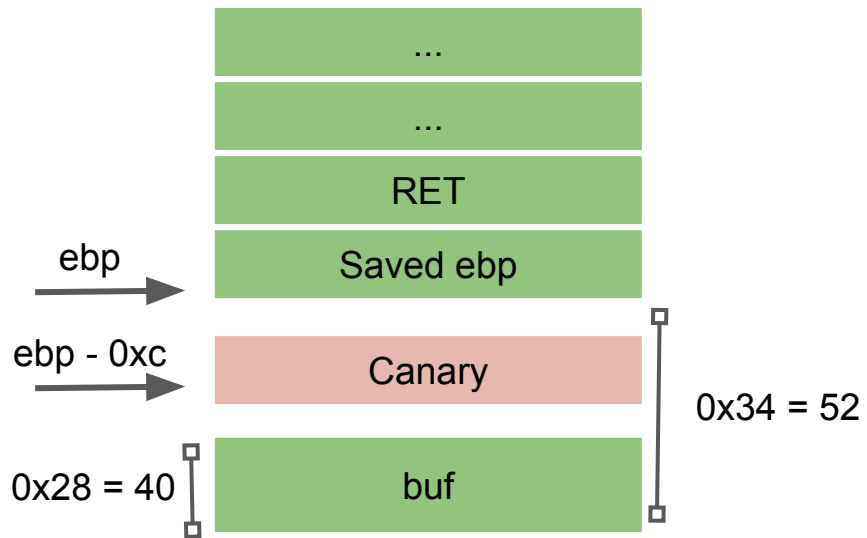 ...
...
RET
Saved ebp
ebp
ebp - 0xc
Canary
0x34 = 52
0x28 = 40
buf